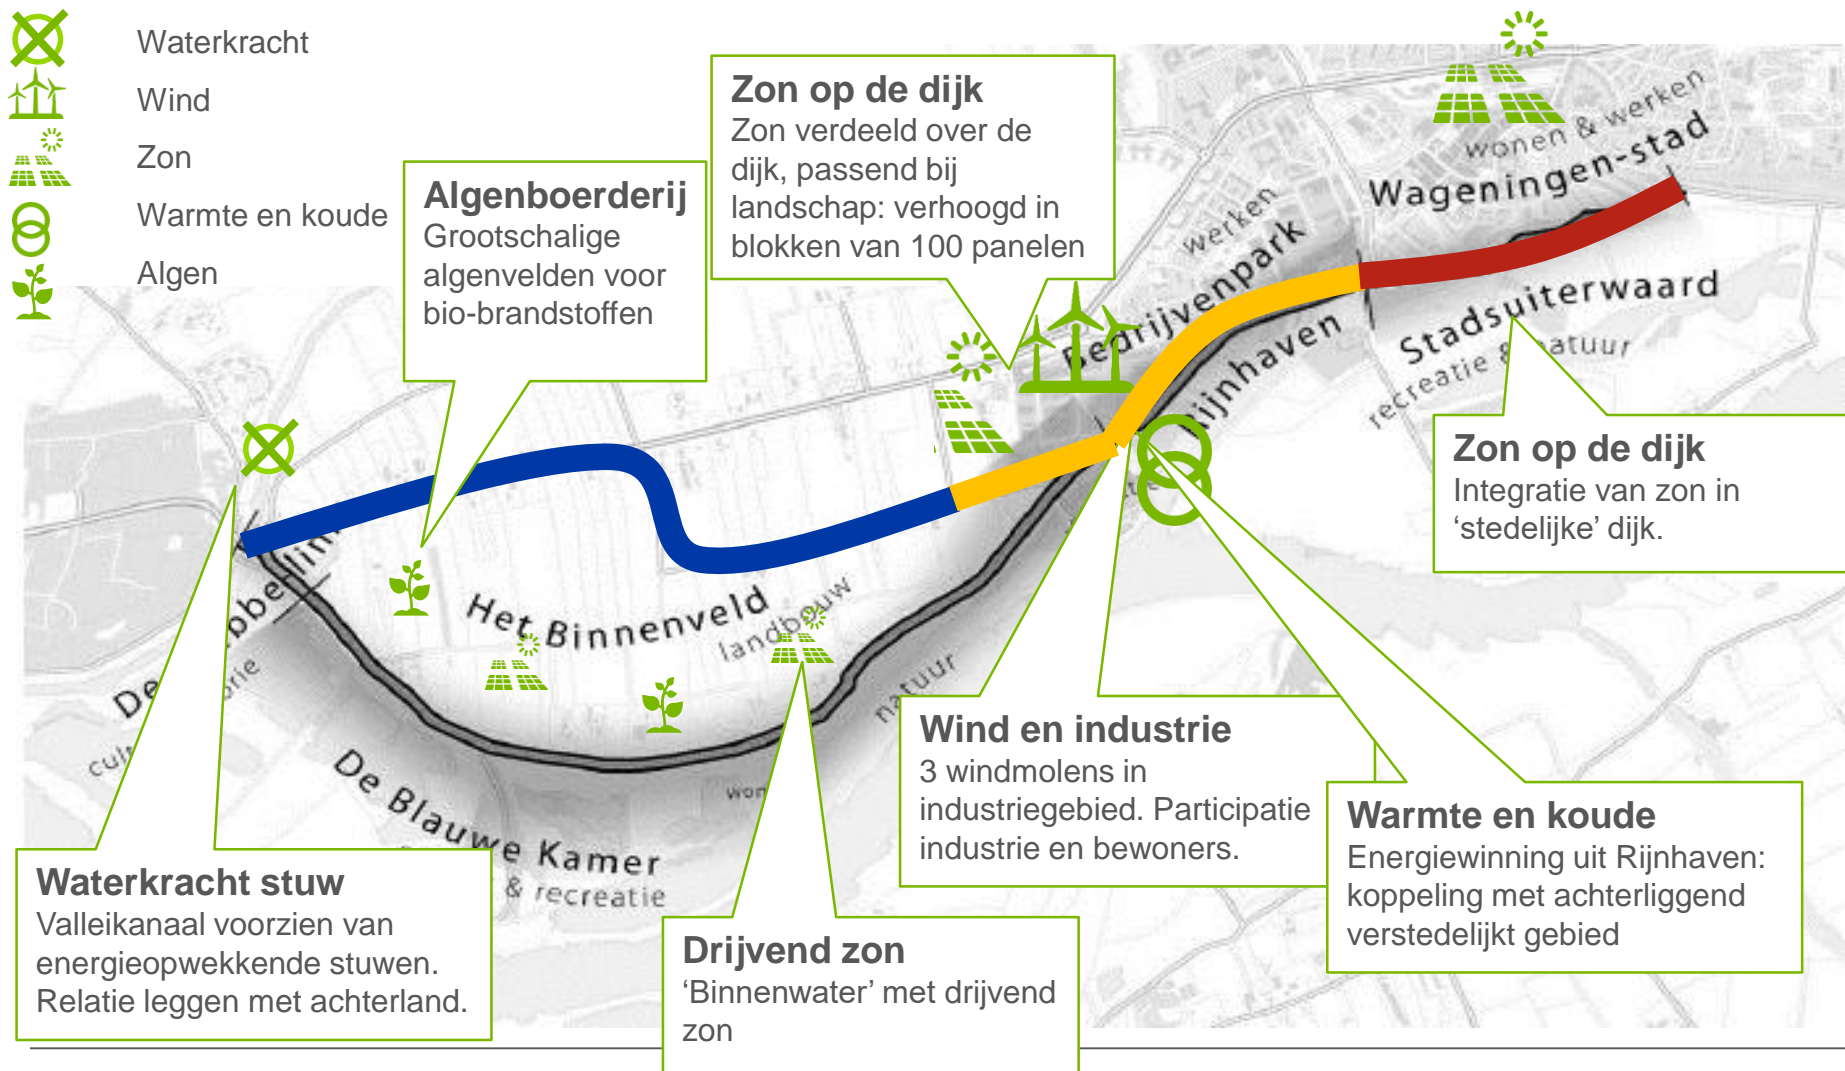 Waterkracht
Wind
Zon
Warmte en koude
Algen
Algenboerderij
Grootschalige
algenvelden voor
bio-brandstoffen
Zon op de dijk
Zon verdeeld over de
dijk, passend bij
landschap: verhoogd in
blokken van 100 panelen
wonen & werken
Wageningen-stad
werken
Bedrijvenpark
Rijnhaven
Stadsuiterwaard
recreatie & natuur
Zon op de dijk
Integratie van zon in
‘stedelijke’ dijk.
Het Binnenveld
landbouw
natuur
De Blauwe Kamer
& recreatie
Waterkracht stuw
Valleikanaal voorzien van
energieopwekkende stuwen.
Relatie leggen met achterland.
Drijvend zon
‘Binnenwater’ met drijvend
zon
Wind en industrie
3 windmolens in
industriegebied. Participatie
industrie en bewoners.
Warmte en koude
Energiewinning uit Rijnhaven:
koppeling met achterliggend
verstedelijkt gebied